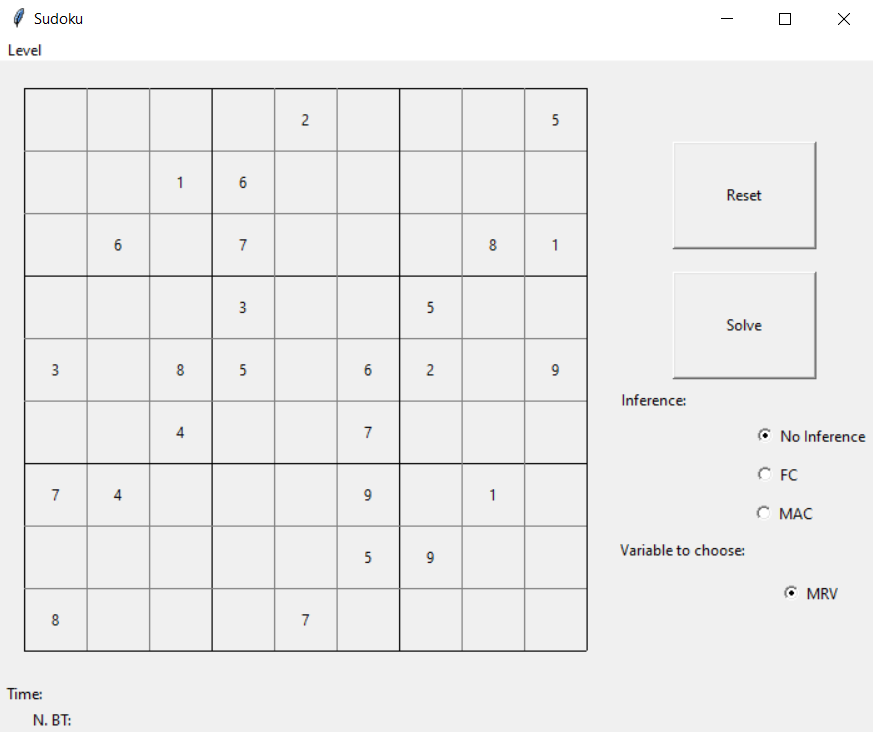 Sudoku
Level
2 5
1 6
Reset
6 7 8 1
3 5
Solve
3 8 5 6 2 9
Inference:
4 7
No Inference
FC
7 4 9 1
MAC
Variable to choose:
5 9
MRV
8 7
Time:
N. BT: